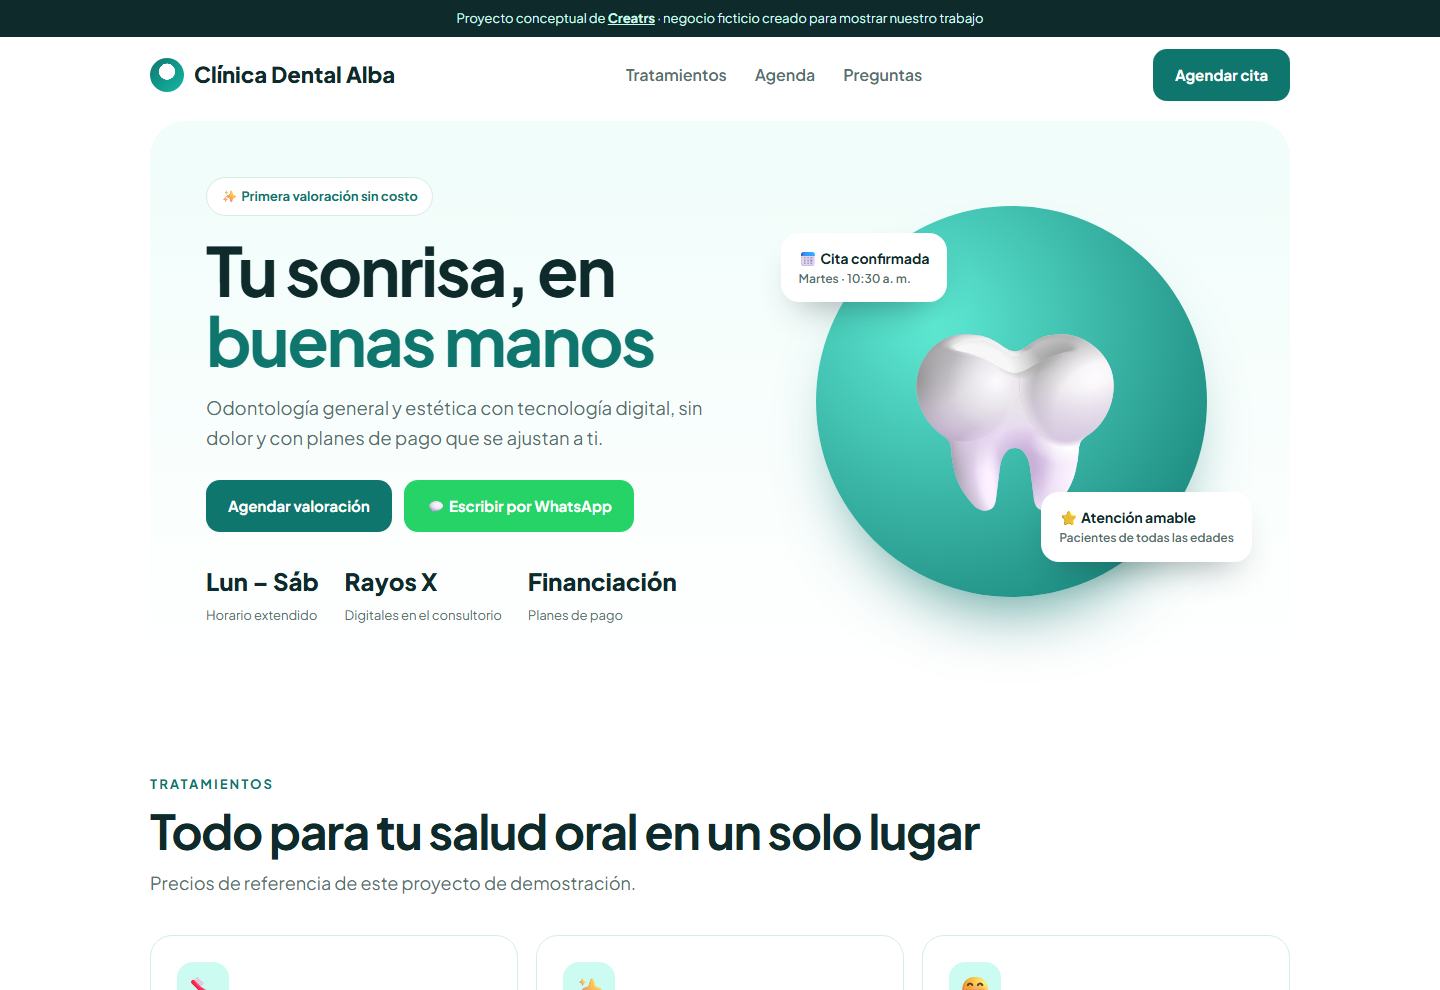 Proyecto conceptual de Creatrs · negocio ficticio creado para mostrar nuestro trabajo
Clínica Dental Alba
Tratamientos
Agenda
Preguntas
Agendar cita
✨ Primera valoración sin costo
Tu sonrisa, en
buenas manos
Odontología general y estética con tecnología digital, sin
dolor y con planes de pago que se ajustan a ti.
Agendar valoración
💬 Escribir por WhatsApp
Lun – Sáb
Horario extendido
Rayos X
Digitales en el consultorio
Financiación
Planes de pago
Cita confirmada
Martes · 10:30 a. m.
⭐ Atención amable
Pacientes de todas las edades
TRATAMIENTOS
Todo para tu salud oral en un solo lugar
Precios de referencia de este proyecto de demostración.